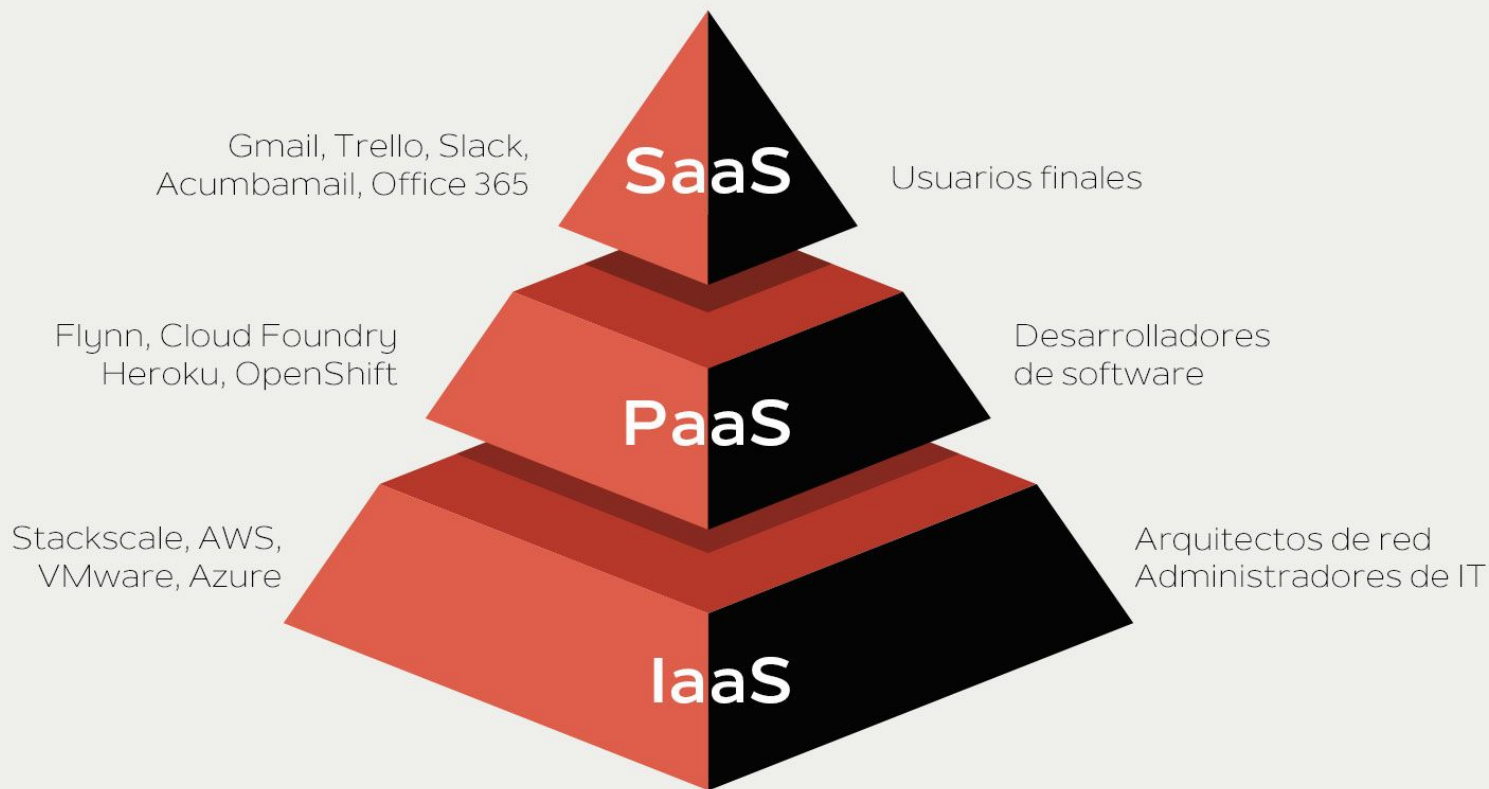 Gmail, Trello, Slack,
Acumbamail, Office 365
SaaS
Usuarios finales
Flynn, Cloud Foundry
Heroku, OpenShift
PaaS
Desarrolladores
de software
Stackscale, AWS,
VMware, Azure
IaaS
Arquitectos de red
Administradores de IT